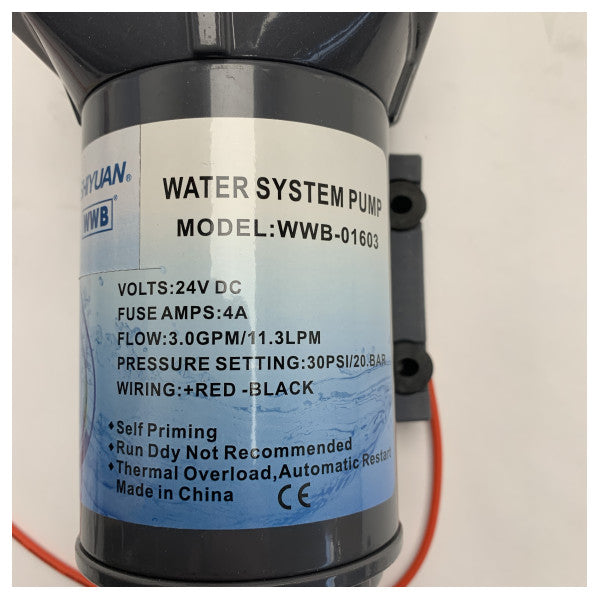 SHIYUAN®
WWB®
WATER SYSTEM PUMP
MODEL:WWB-01603
VOLTS:24V DC
FUSE AMPS:4A
FLOW:3.0GPM/11.3LPM
PRESSURE SETTING:30PSI/20.BAR
WIRING:+RED -BLACK
◆Self Priming
◆Run Ddy Not Recommended
◆Thermal Overload,Automatic Restart
Made in China CE